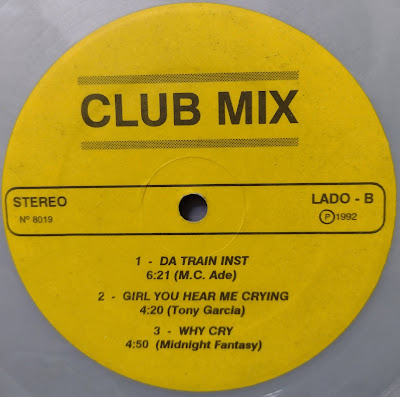 CLUB MIX
STEREO
LADO - B
Nº 8019
Ⓟ 1992
1 - DA TRAIN INST
6:21 (M.C. Ade)
2 - GIRL YOU HEAR ME CRYING
4:20 (Tony Garcia)
3 - WHY CRY
4:50 (Midnight Fantasy)